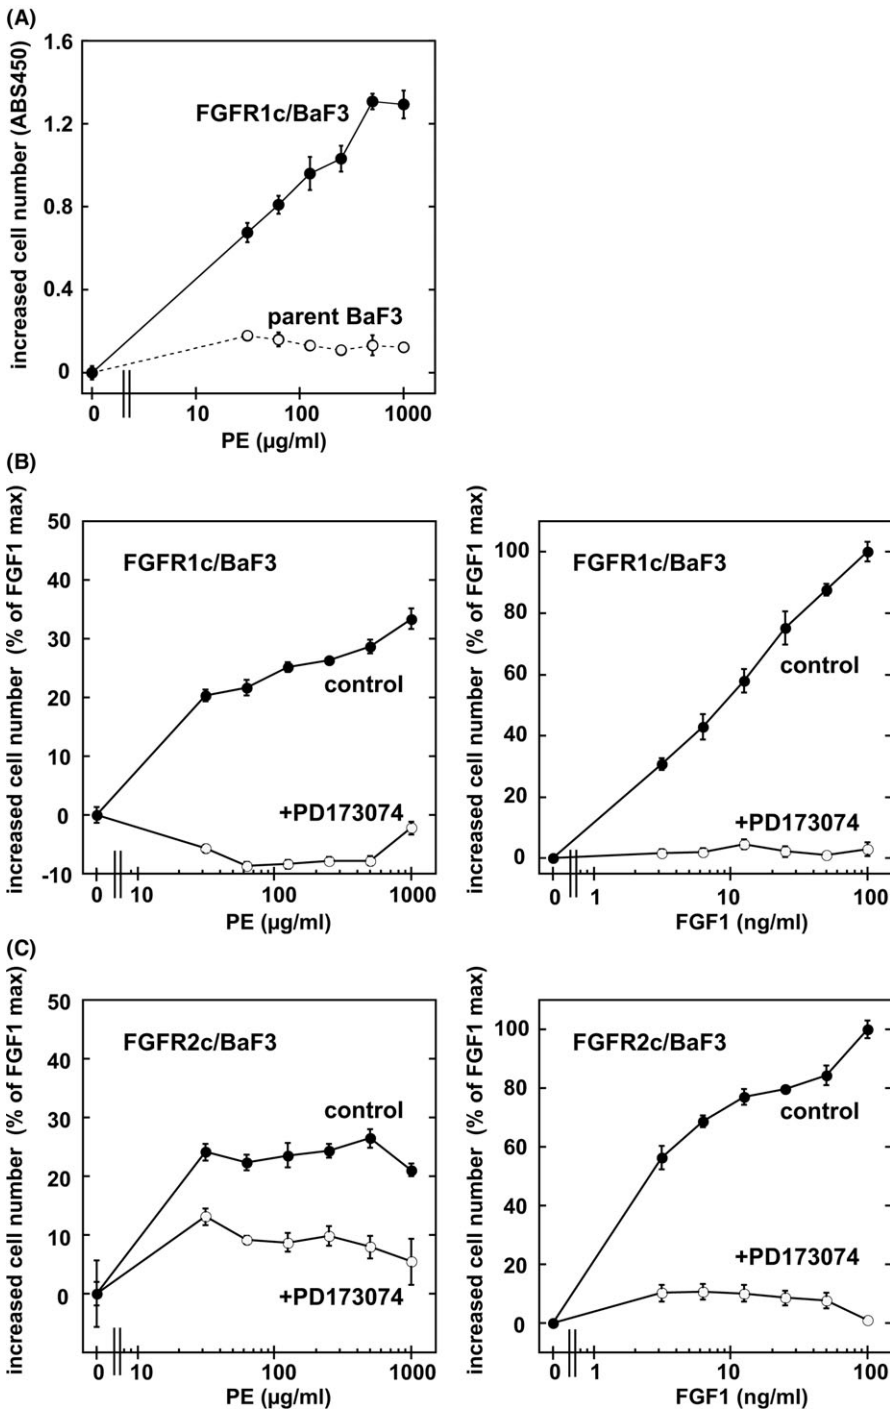 (A)
increased cell number (ABS450)
1.6
1.2
0.8
0.4
0
FGFR1c/BaF3
parent BaF3
0 10 100 1000
PE (µg/ml)
(B)
increased cell number (% of FGF1 max)
50
40
30
20
10
0
-10
FGFR1c/BaF3
control
+PD173074
0 10 100 1000
PE (µg/ml)
increased cell number (% of FGF1 max)
100
80
60
40
20
0
FGFR1c/BaF3
control
+PD173074
0 1 10 100
FGF1 (ng/ml)
(C)
increased cell number (% of FGF1 max)
50
40
30
20
10
0
FGFR2c/BaF3
control
+PD173074
0 10 100 1000
PE (µg/ml)
increased cell number (% of FGF1 max)
100
80
60
40
20
0
FGFR2c/BaF3
control
+PD173074
0 1 10 100
FGF1 (ng/ml)